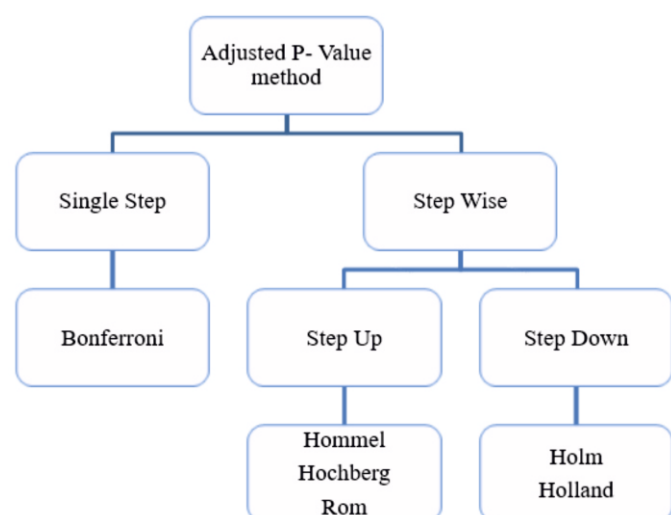 Adjusted P- Value
method
Single Step
Step Wise
Bonferroni
Step Up
Step Down
Hommel
Hochberg
Rom
Holm
Holland